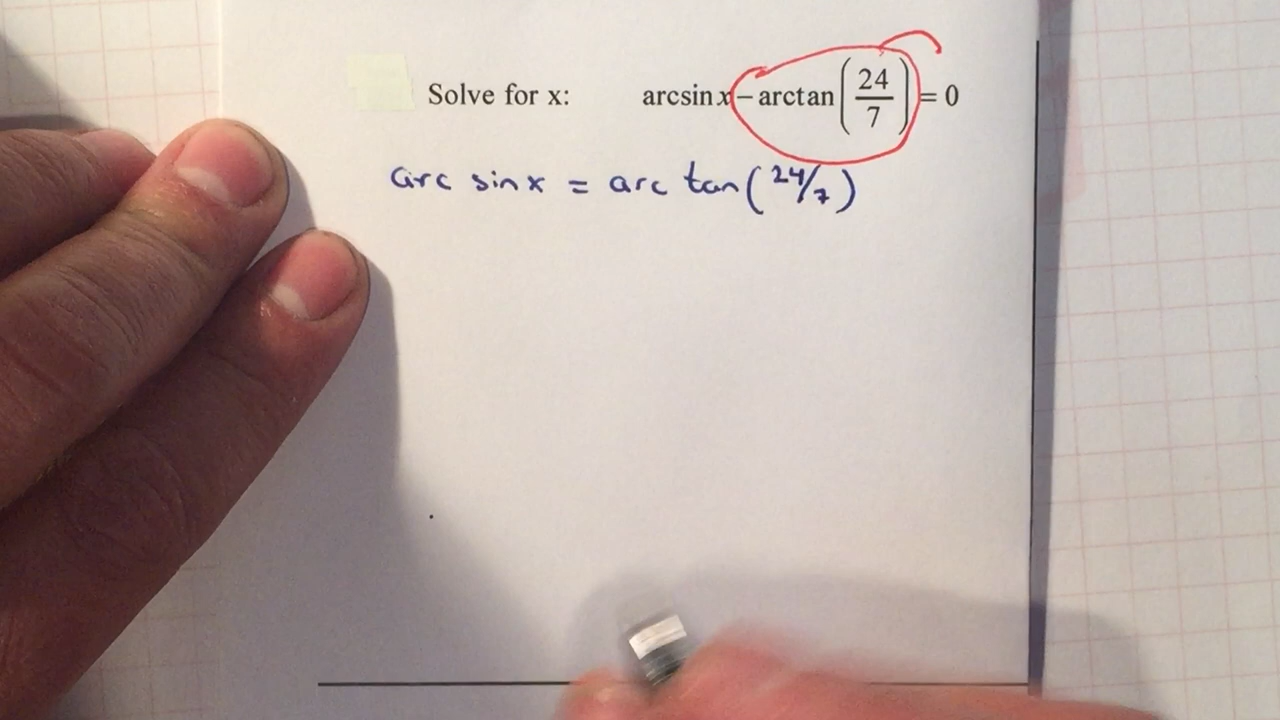 Solve for x: arcsin x − arctan (24/7) = 0
arc sin x = arc tan (24/7)